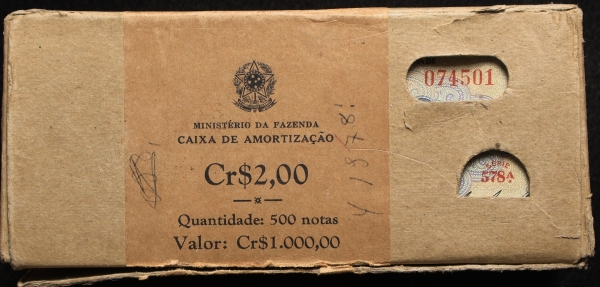 MINISTÉRIO DA FAZENDA
CAIXA DE AMORTIZAÇÃO
Cr$2,00
Quantidade: 500 notas
Valor: Cr$1.000,00
074501
SÉRIE
578A